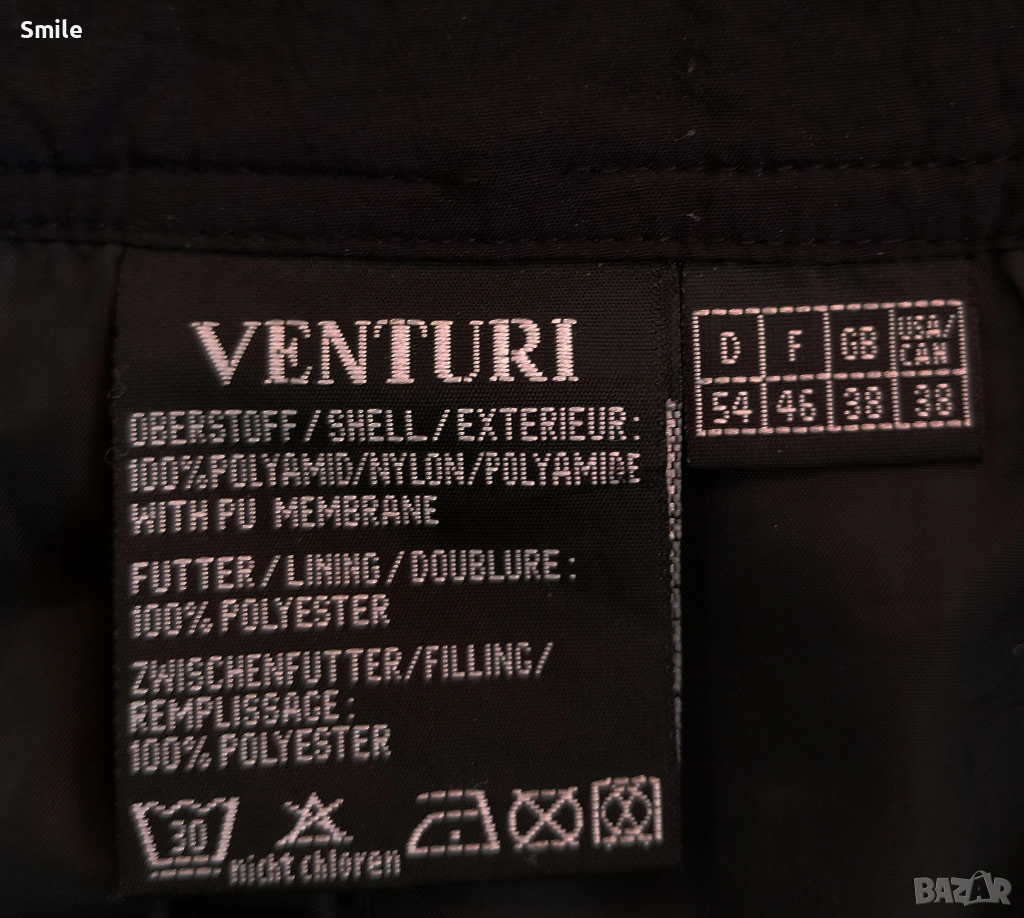 Smile
VENTURI
OBERSTOFF/SHELL/EXTERIEUR:
100%POLYAMID/NYLON/POLYAMIDE
WITH PU MEMBRANE
FUTTER/LINING/DOUBLURE:
100% POLYESTER
ZWISCHENFUTTER/FILLING/
REMPLISSAGE:
100% POLYESTER
30
nicht chloren
D F GB USA/CAN
54 46 38 38
BAZAR